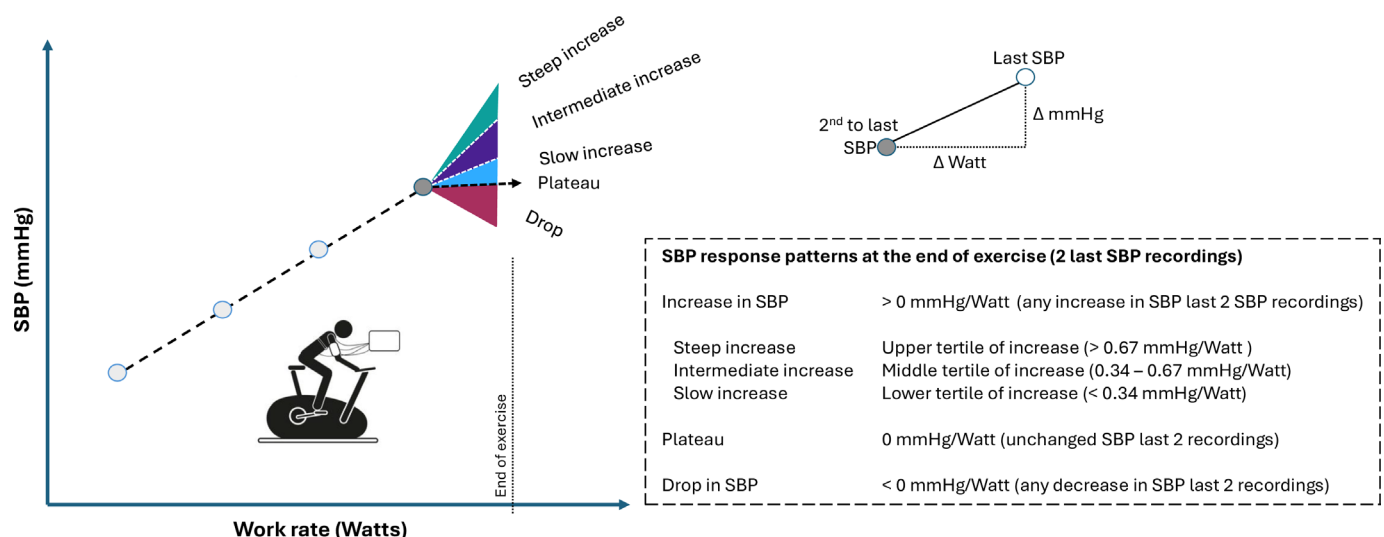 SBP (mmHg)
Work rate (Watts)
Steep increase
Intermediate increase
Slow increase
Plateau
Drop
End of exercise
Last SBP
2nd to last
SBP
Δ mmHg
Δ Watt
SBP response patterns at the end of exercise (2 last SBP recordings)
Increase in SBP > 0 mmHg/Watt (any increase in SBP last 2 SBP recordings)
Steep increase Upper tertile of increase (> 0.67 mmHg/Watt )
Intermediate increase Middle tertile of increase (0.34 – 0.67 mmHg/Watt)
Slow increase Lower tertile of increase (< 0.34 mmHg/Watt)
Plateau 0 mmHg/Watt (unchanged SBP last 2 recordings)
Drop in SBP < 0 mmHg/Watt (any decrease in SBP last 2 recordings)